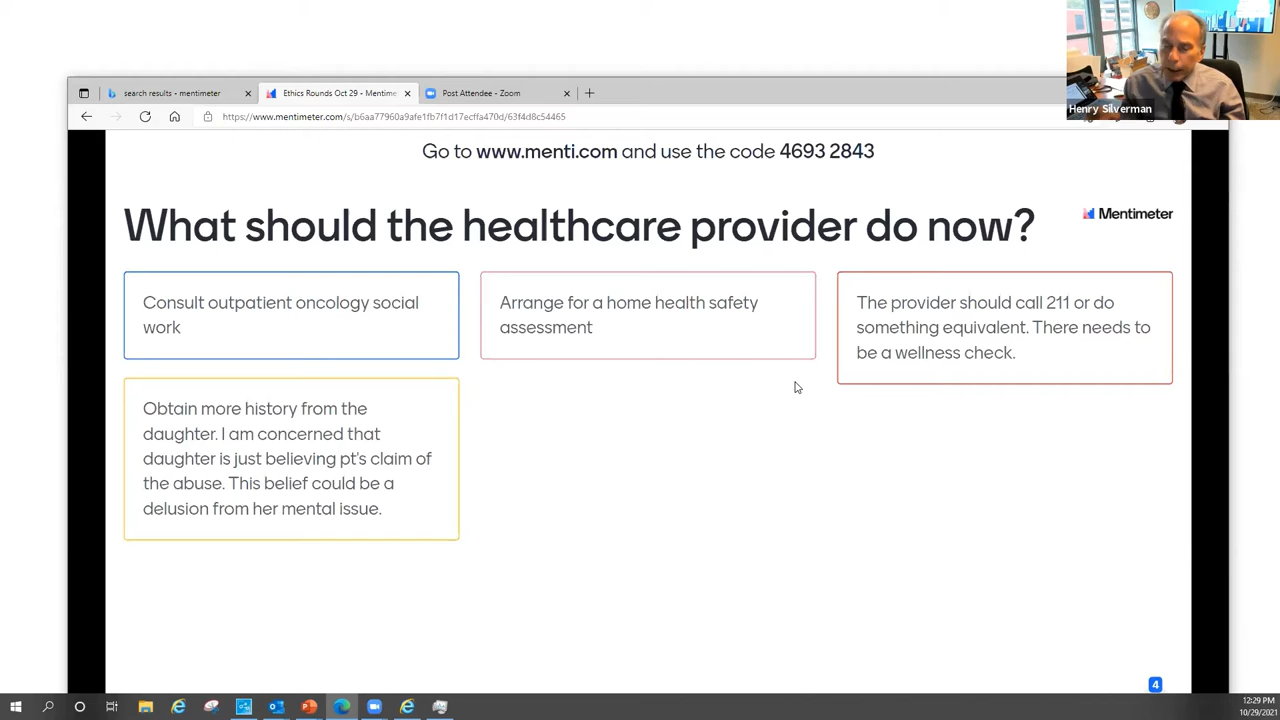 Henry Silverman
search results - mentimeter
Ethics Rounds Oct 29 - Mentime
Post Attendee - Zoom
https://www.mentimeter.com/s/b6aa77960a9afe1fb7f1d17ecffa470d/63f4d8c54465
Go to www.menti.com and use the code 4693 2843
What should the healthcare provider do now?
Mentimeter
Consult outpatient oncology social
work
Arrange for a home health safety
assessment
The provider should call 211 or do
something equivalent. There needs to
be a wellness check.
Obtain more history from the
daughter. I am concerned that
daughter is just believing pt's claim of
the abuse. This belief could be a
delusion from her mental issue.
4
12:29 PM
10/29/2021